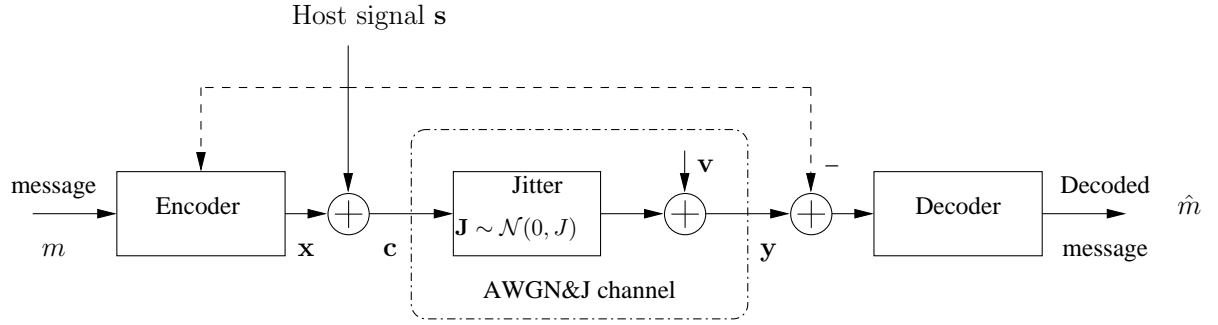 Host signal s
message
m
Encoder
x
c
Jitter
J ∼ N(0, J)
v
AWGN&J channel
y
−
Decoder
Decoded
message
m̂